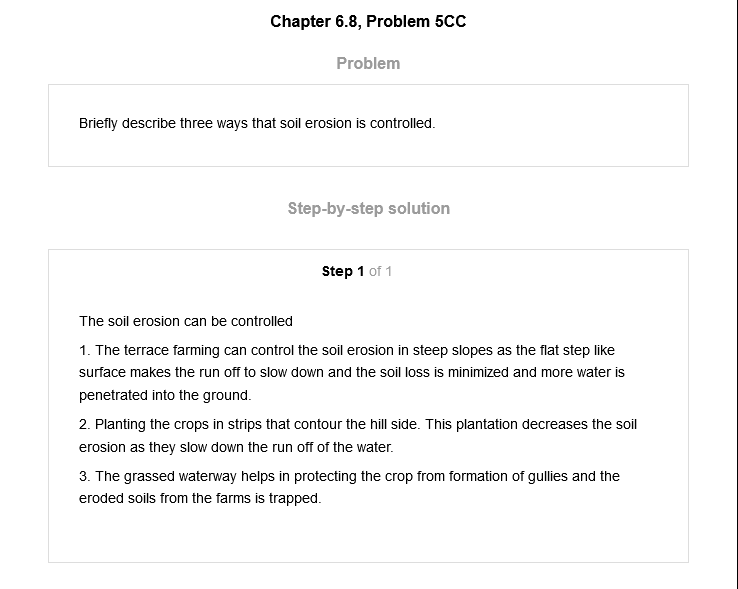 Chapter 6.8, Problem 5CC
Problem
Briefly describe three ways that soil erosion is controlled.
Step-by-step solution
Step 1 of 1
The soil erosion can be controlled
1. The terrace farming can control the soil erosion in steep slopes as the flat step like
surface makes the run off to slow down and the soil loss is minimized and more water is
penetrated into the ground.
2. Planting the crops in strips that contour the hill side. This plantation decreases the soil
erosion as they slow down the run off of the water.
3. The grassed waterway helps in protecting the crop from formation of gullies and the
eroded soils from the farms is trapped.